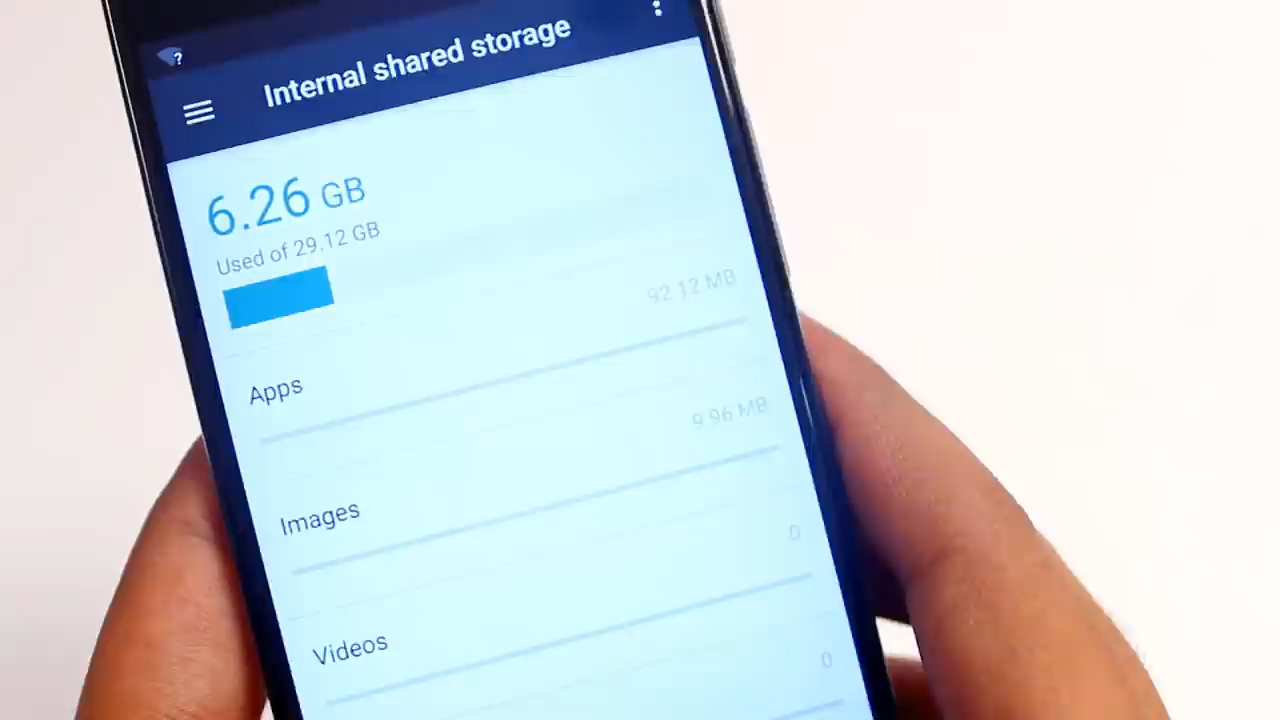 ?
Internal shared storage
6.26 GB
Used of 29.12 GB
Apps
92.12 MB
Images
9.96 MB
Videos
0
0